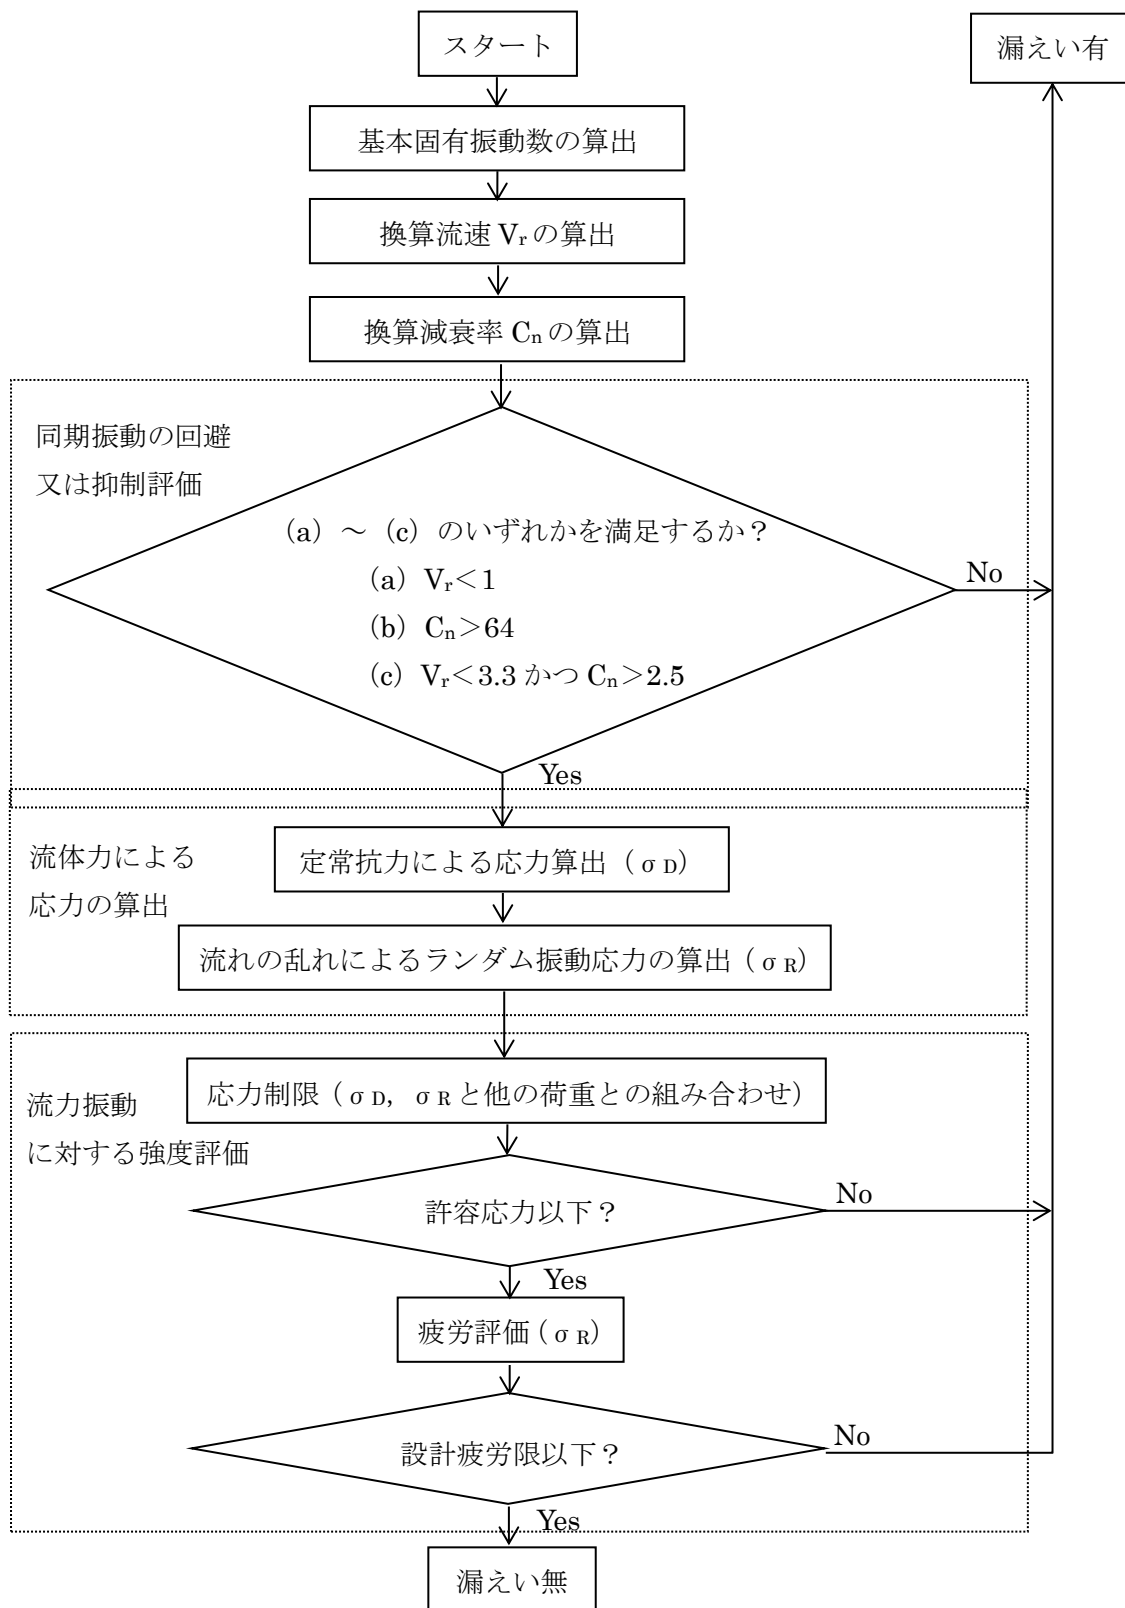 スタート
漏えい有
基本固有振動数の算出
換算流速 Vr の算出
換算減衰率 Cn の算出
同期振動の回避
又は抑制評価
（a）～（c）のいずれかを満足するか？
（a）Vr＜1
（b）Cn＞64
（c）Vr＜3.3 かつ Cn＞2.5
No
Yes
流体力による
応力の算出
定常抗力による応力算出（σD）
流れの乱れによるランダム振動応力の算出（σR）
流力振動
に対する強度評価
応力制限（σD，σR と他の荷重との組み合わせ）
許容応力以下？
No
Yes
疲労評価（σR）
設計疲労限以下？
No
Yes
漏えい無